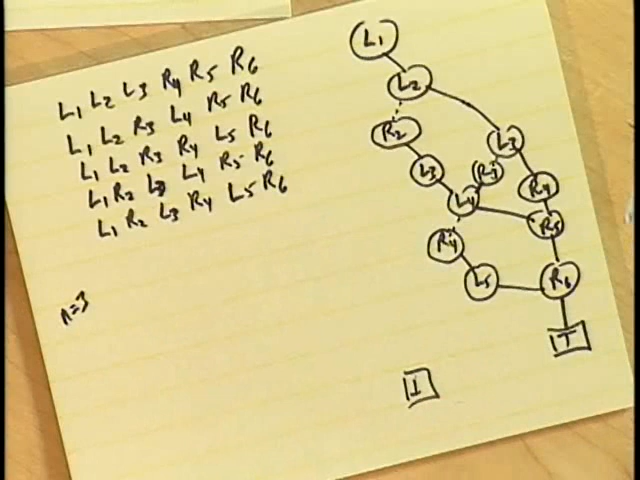 L1 L2 L3 R4 R5 R6
L1 L2 R3 L4 R5 R6
L1 L2 R3 R4 L5 R6
L1 R2 L3 L4 R5 R6
L1 R2 L3 R4 L5 R6
n=3
L1
L2
R2
L3
L3
R3
R4
L4
R5
R4
L5
R6
T
I